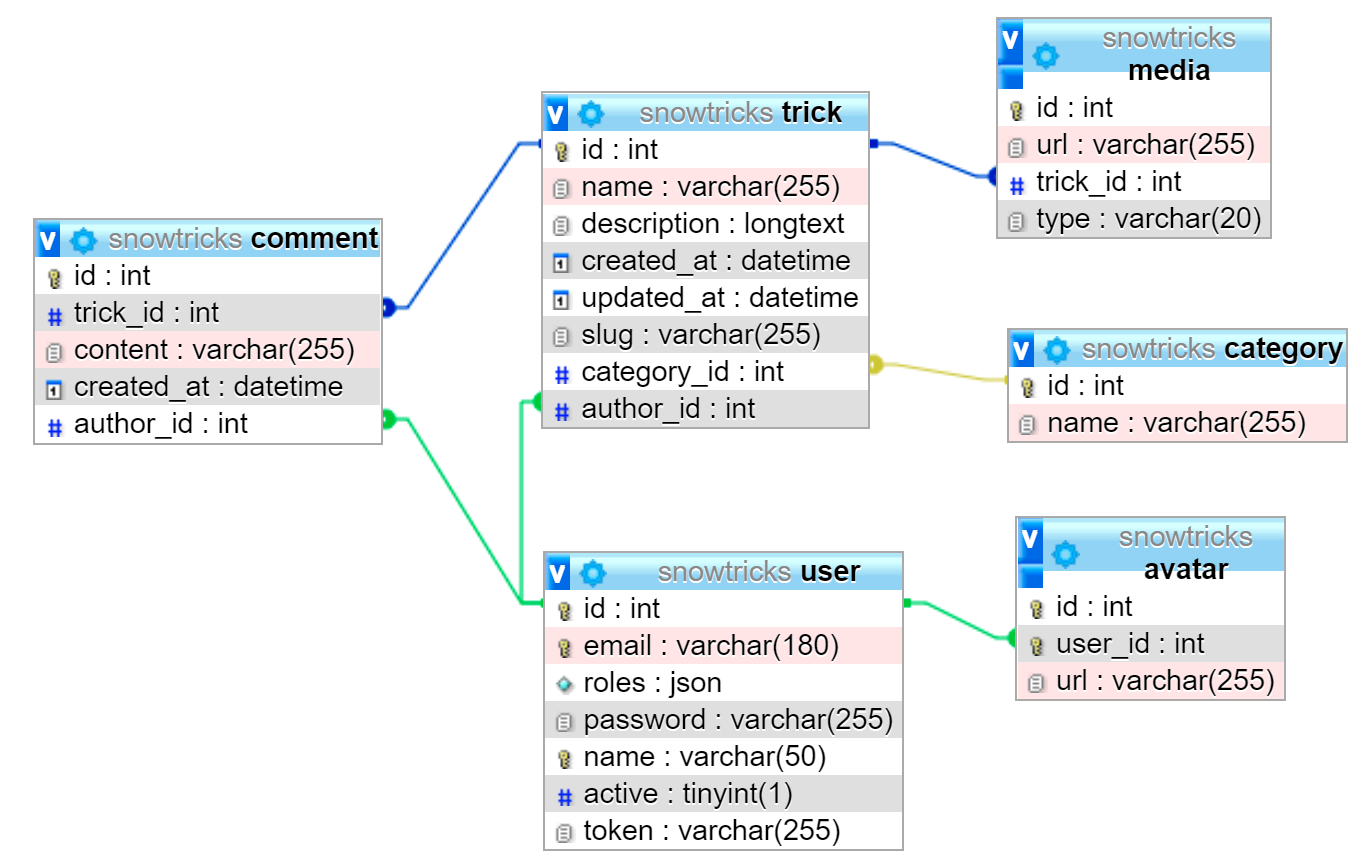 v snowtricks comment
id : int
trick_id : int
content : varchar(255)
created_at : datetime
author_id : int
v snowtricks trick
id : int
name : varchar(255)
description : longtext
created_at : datetime
updated_at : datetime
slug : varchar(255)
category_id : int
author_id : int
v snowtricks
media
id : int
url : varchar(255)
trick_id : int
type : varchar(20)
v snowtricks category
id : int
name : varchar(255)
v snowtricks user
id : int
email : varchar(180)
roles : json
password : varchar(255)
name : varchar(50)
active : tinyint(1)
token : varchar(255)
v snowtricks
avatar
id : int
user_id : int
url : varchar(255)